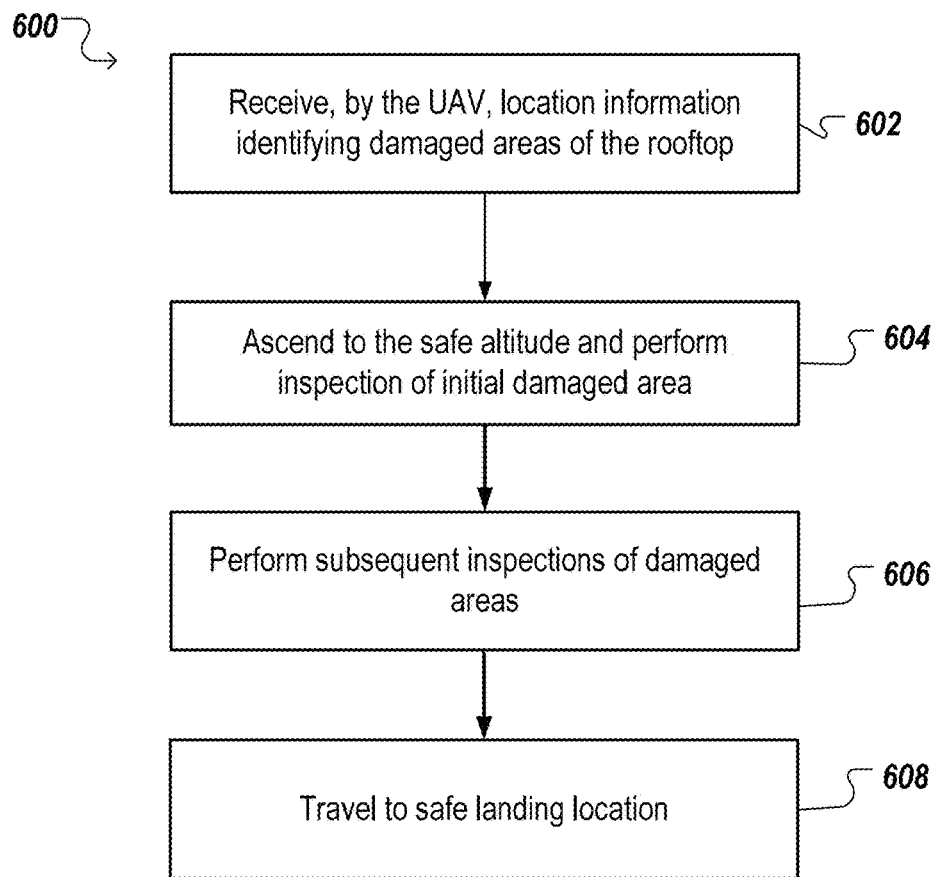 600
Receive, by the UAV, location information
identifying damaged areas of the rooftop
602
Ascend to the safe altitude and perform
inspection of initial damaged area
604
Perform subsequent inspections of damaged
areas
606
Travel to safe landing location
608